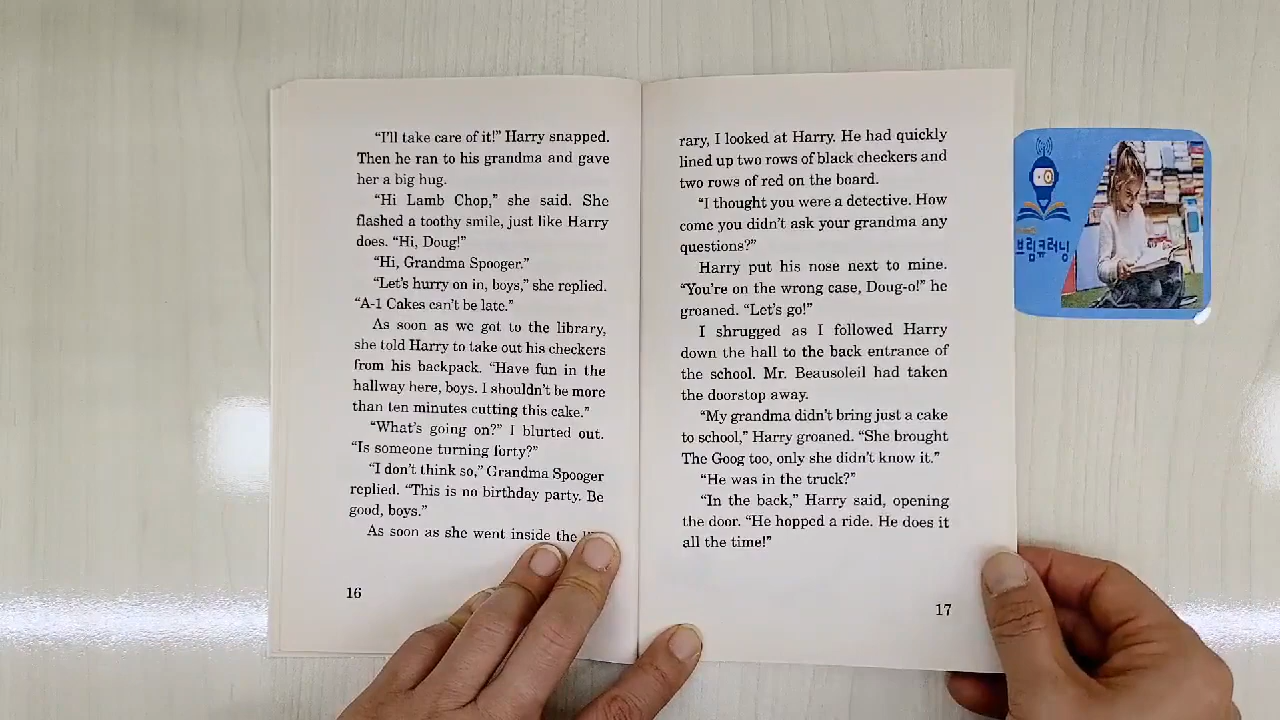 “I’ll take care of it!” Harry snapped.
Then he ran to his grandma and gave
her a big hug.
“Hi Lamb Chop,” she said. She
flashed a toothy smile, just like Harry
does. “Hi, Doug!”
“Hi, Grandma Spooger.”
“Let’s hurry on in, boys,” she replied.
“A-1 Cakes can’t be late.”
As soon as we got to the library,
she told Harry to take out his checkers
from his backpack. “Have fun in the
hallway here, boys. I shouldn’t be more
than ten minutes cutting this cake.”
“What’s going on?” I blurted out.
“Is someone turning forty?”
“I don’t think so,” Grandma Spooger
replied. “This is no birthday party. Be
good, boys.”
As soon as she went inside the
16
rary, I looked at Harry. He had quickly
lined up two rows of black checkers and
two rows of red on the board.
“I thought you were a detective. How
come you didn’t ask your grandma any
questions?”
Harry put his nose next to mine.
“You’re on the wrong case, Doug-o!” he
groaned. “Let’s go!”
I shrugged as I followed Harry
down the hall to the back entrance of
the school. Mr. Beausoleil had taken
the doorstop away.
“My grandma didn’t bring just a cake
to school,” Harry groaned. “She brought
The Goog too, only she didn’t know it.”
“He was in the truck?”
“In the back,” Harry said, opening
the door. “He hopped a ride. He does it
all the time!”
17
브림큐러닝